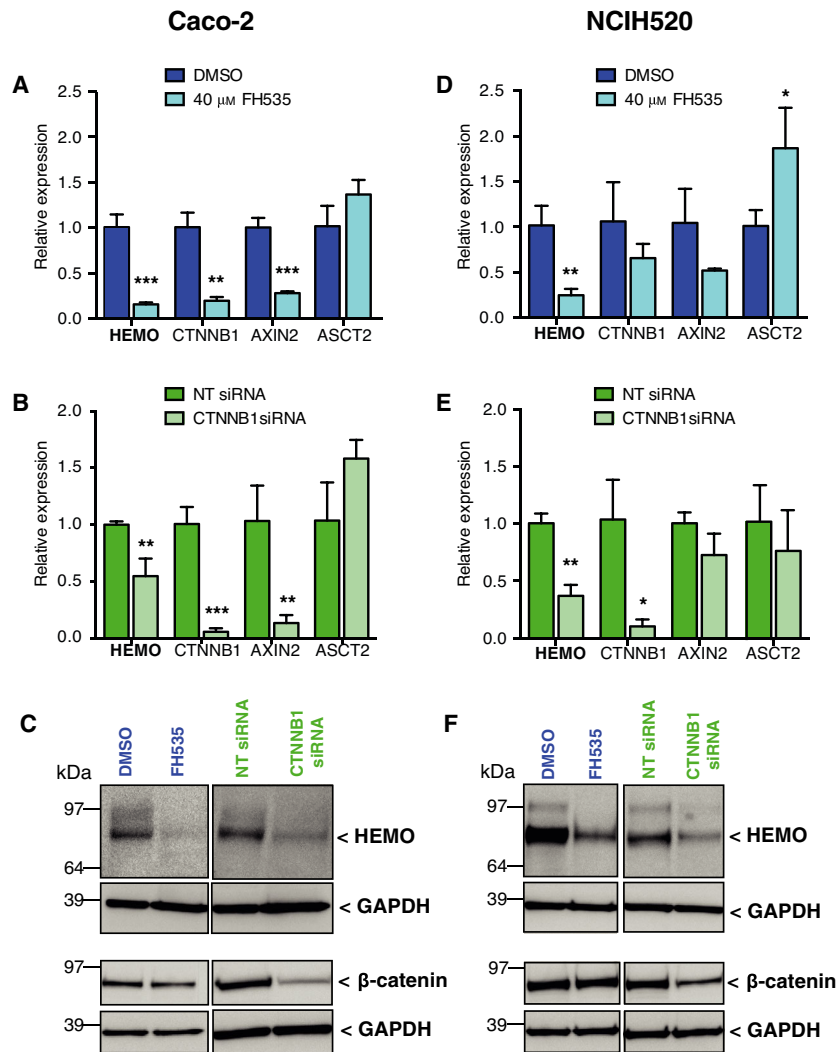 Caco-2
NCIH520
A
DMSO
40 μM FH535
Relative expression
2.5
2.0
1.5
1.0
0.5
0.0
***
**
***
HEMO CTNNB1 AXIN2 ASCT2
D
DMSO
40 μM FH535
Relative expression
2.5
2.0
1.5
1.0
0.5
0.0
**
*
HEMO CTNNB1 AXIN2 ASCT2
B
NT siRNA
CTNNB1siRNA
Relative expression
2.0
1.5
1.0
0.5
0.0
**
***
**
HEMO CTNNB1 AXIN2 ASCT2
E
NT siRNA
CTNNB1siRNA
Relative expression
2.0
1.5
1.0
0.5
0.0
**
*
HEMO CTNNB1 AXIN2 ASCT2
C
DMSO
FH535
NT siRNA
CTNNB1
siRNA
kDa
97
64
< HEMO
39
< GAPDH
97
< β-catenin
39
< GAPDH
F
DMSO
FH535
NT siRNA
CTNNB1
siRNA
kDa
97
64
< HEMO
39
< GAPDH
97
< β-catenin
39
< GAPDH